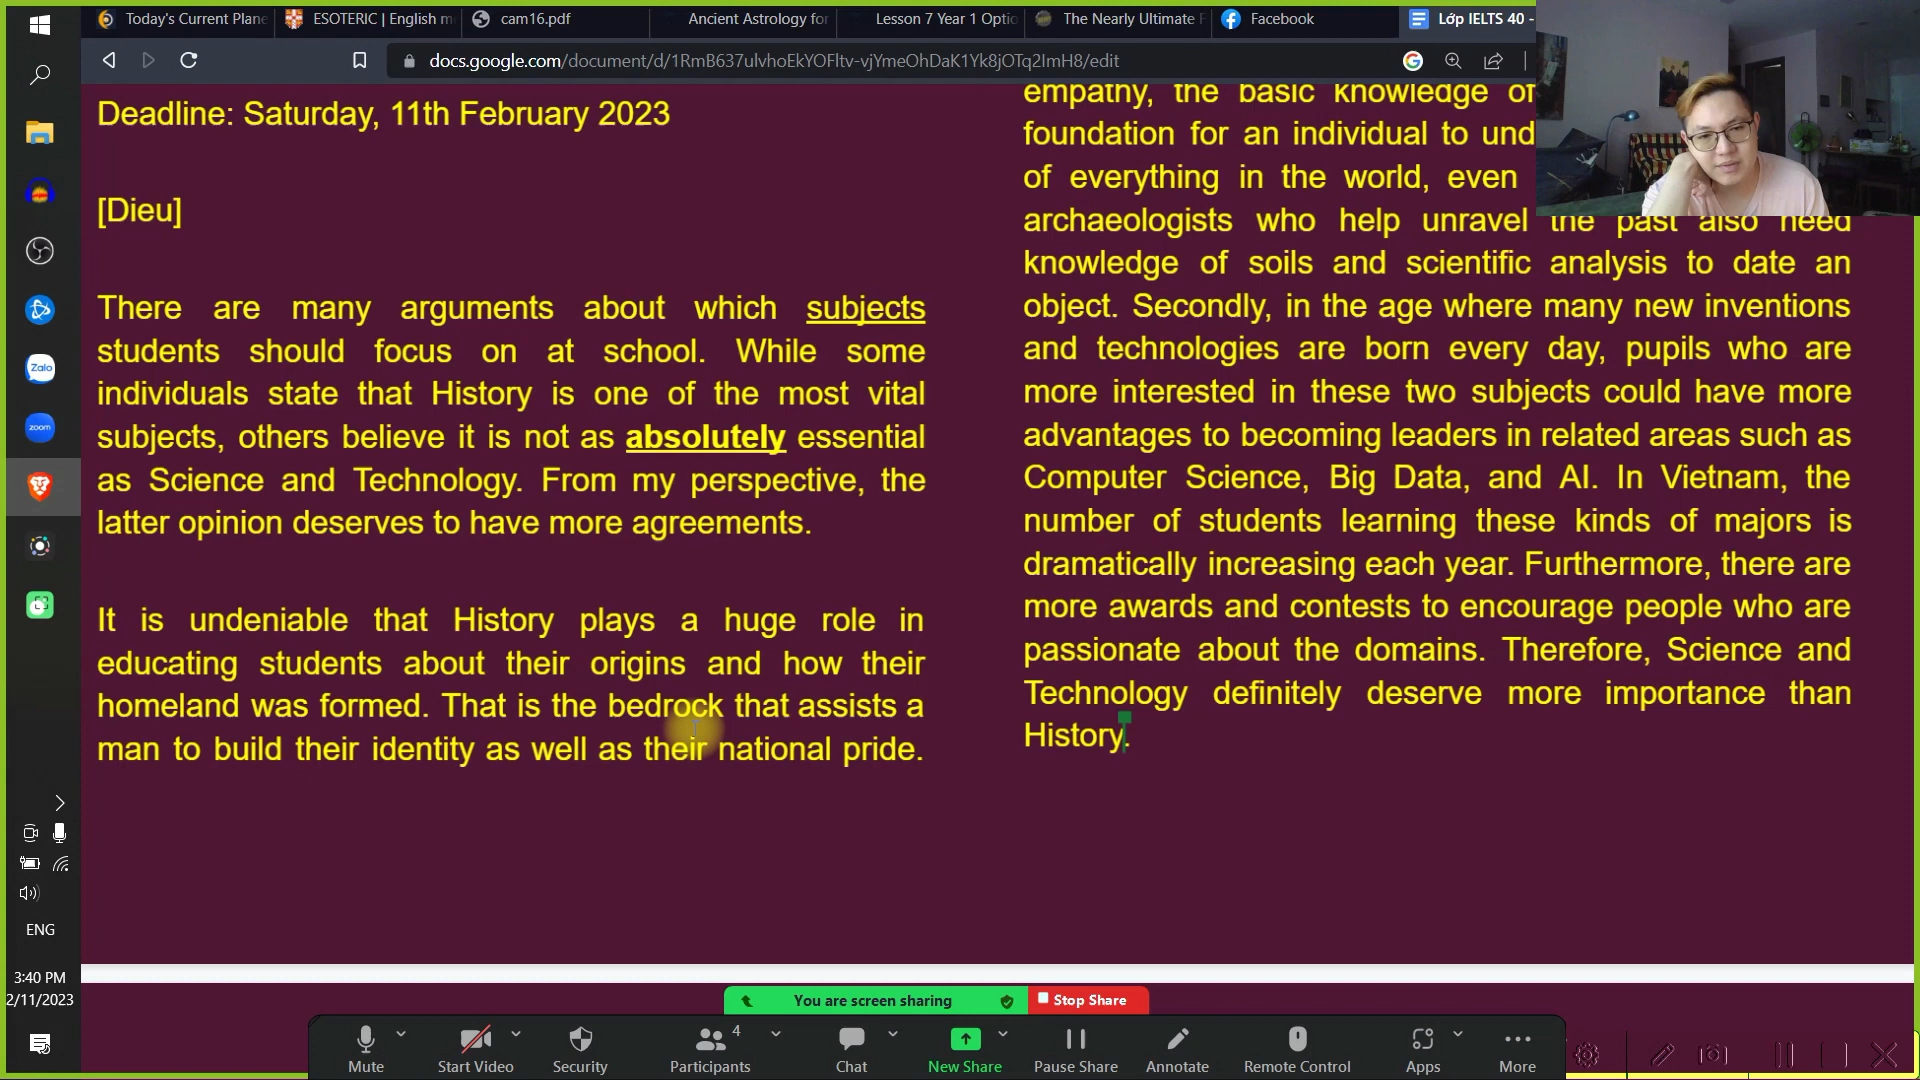 Today's Current Plane
ESOTERIC | English m
cam16.pdf
Ancient Astrology for
Lesson 7 Year 1 Optio
The Nearly Ultimate F
Facebook
Lớp IELTS 40 -
docs.google.com/document/d/1RmB637ulvhoEkYOFltv-vjYmeOhDaK1Yk8jOTq2ImH8/edit
Deadline: Saturday, 11th February 2023
[Dieu]
There are many arguments about which subjects
students should focus on at school. While some
individuals state that History is one of the most vital
subjects, others believe it is not as absolutely essential
as Science and Technology. From my perspective, the
latter opinion deserves to have more agreements.
It is undeniable that History plays a huge role in
educating students about their origins and how their
homeland was formed. That is the bedrock that assists a
man to build their identity as well as their national pride.
empathy, the basic knowledge of
foundation for an individual to und
of everything in the world, even
archaeologists who help unravel the past also need
knowledge of soils and scientific analysis to date an
object. Secondly, in the age where many new inventions
and technologies are born every day, pupils who are
more interested in these two subjects could have more
advantages to becoming leaders in related areas such as
Computer Science, Big Data, and AI. In Vietnam, the
number of students learning these kinds of majors is
dramatically increasing each year. Furthermore, there are
more awards and contests to encourage people who are
passionate about the domains. Therefore, Science and
Technology definitely deserve more importance than
History.
Zalo
zoom
ENG
3:40 PM
2/11/2023
You are screen sharing
Stop Share
Mute
Start Video
Security
Participants
4
Chat
New Share
Pause Share
Annotate
Remote Control
Apps
More